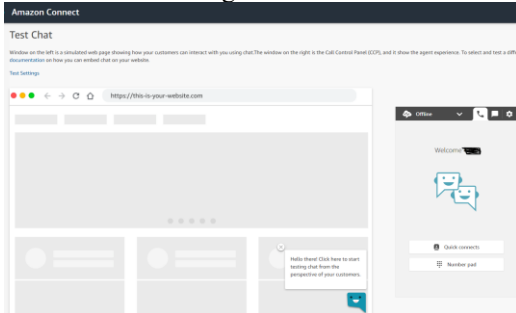 Amazon Connect
Test Chat
Window on the left is a simulated web page showing how your customers can interact with you using chat.The window on the right is the Call Control Panel (CCP), and it show the agent experience. To select and test a diffe
documentation on how you can embed chat on your website.
Test Settings
https://this-is-your-website.com
Offline
Welcome
Hello there! Click here to start
testing chat from the
perspective of your customers.
Quick connects
Number pad